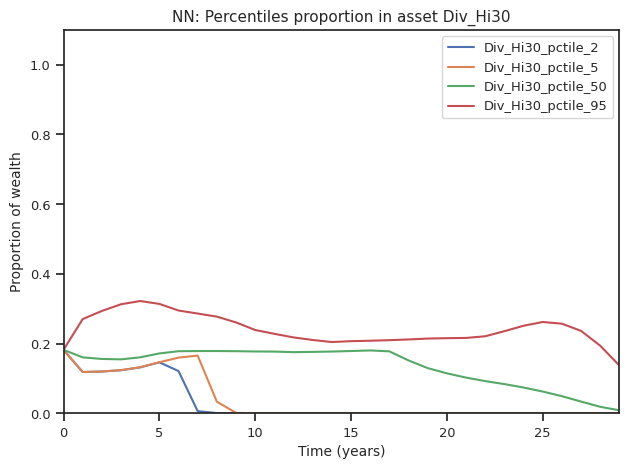 NN: Percentiles proportion in asset Div_Hi30
Div_Hi30_pctile_2
Div_Hi30_pctile_5
Div_Hi30_pctile_50
Div_Hi30_pctile_95
Proportion of wealth
1.0
0.8
0.6
0.4
0.2
0.0
0 5 10 15 20 25
Time (years)